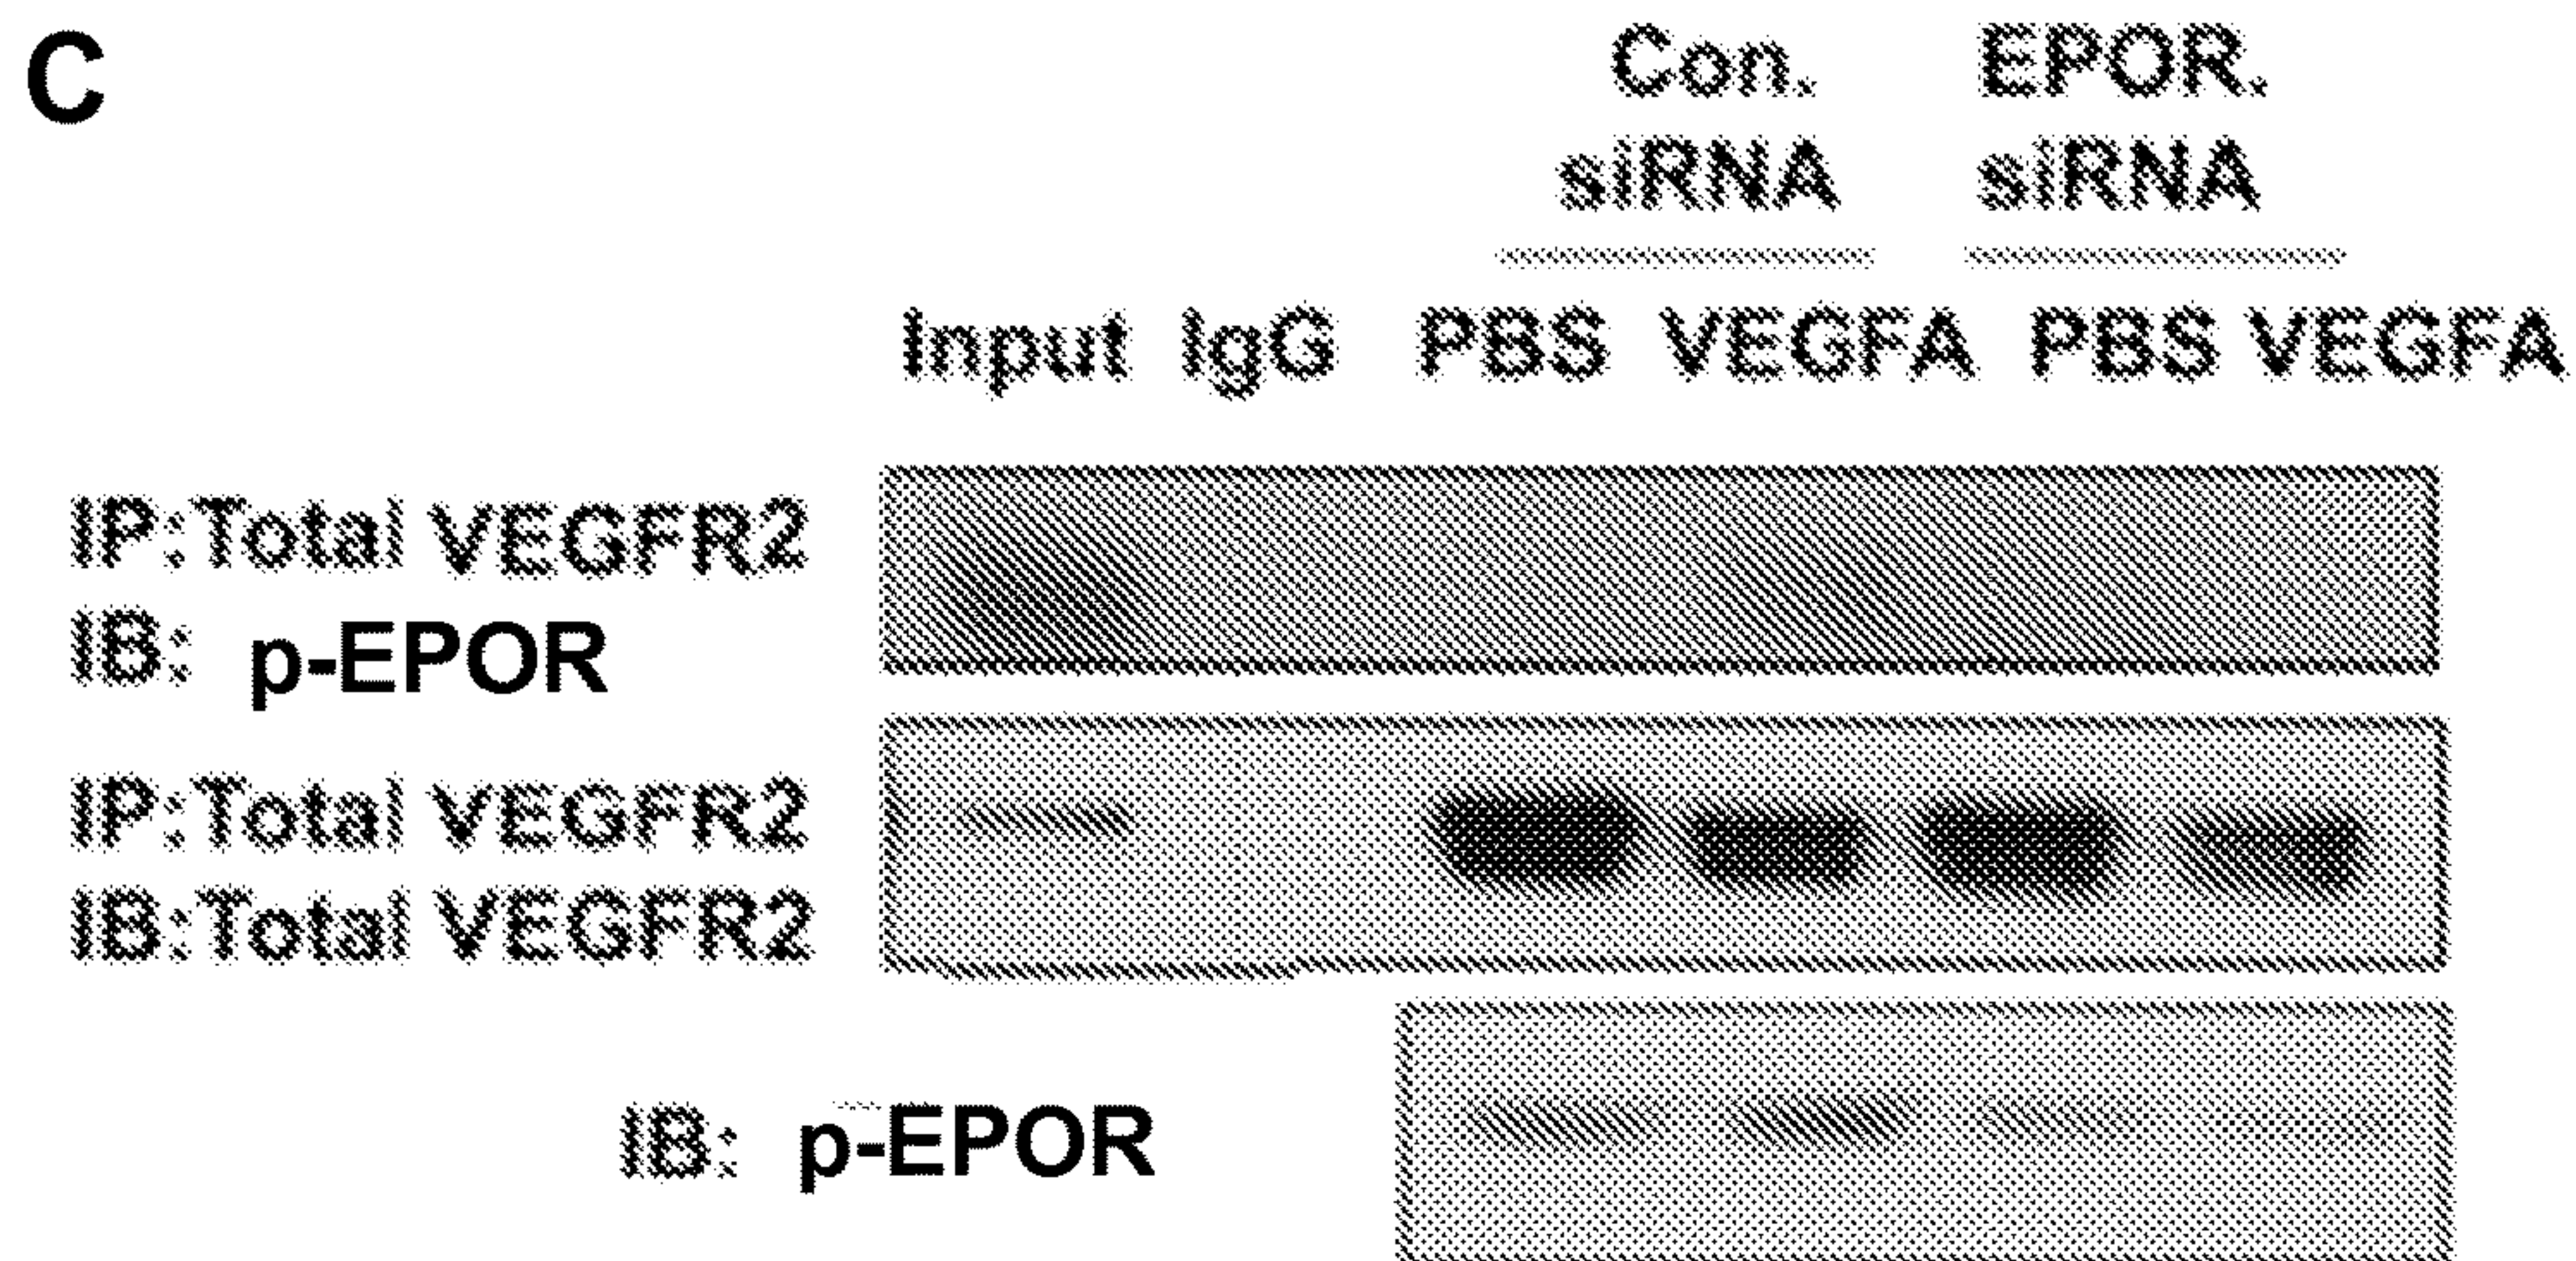 C
Con. EPOR.
siRNA siRNA
Input IgG PBS VEGFA PBS VEGFA
IP:Total VEGFR2
IB: p-EPOR
IP:Total VEGFR2
IB:Total VEGFR2
IB: p-EPOR